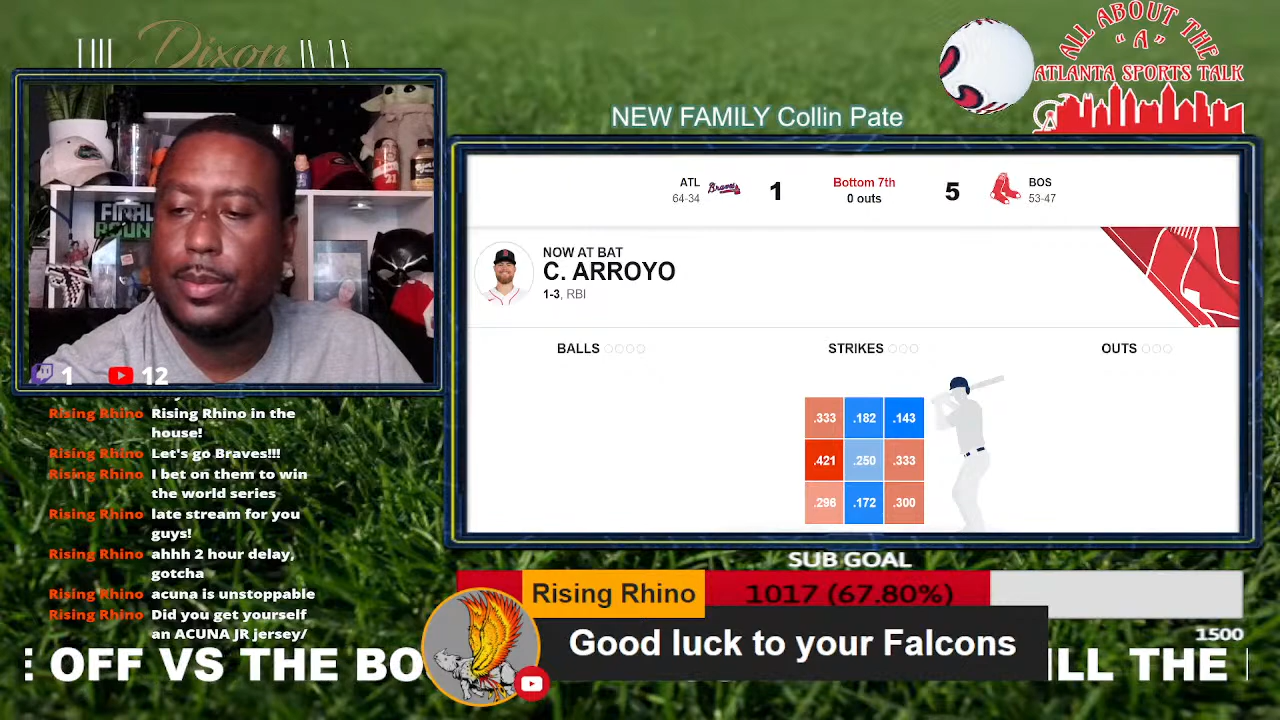 Dixon
ALL ABOUT THE
"A"
ATLANTA SPORTS TALK
NEW FAMILY Collin Pate
FINAL
ROUND
1
12
ATL
64-34
Braves
1
Bottom 7th
0 outs
5
BOS
53-47
NOW AT BAT
C. ARROYO
1-3, RBI
BALLS
STRIKES
OUTS
.333 .182 .143
.421 .250 .333
.296 .172 .300
Rising Rhino Rising Rhino in the
house!
Rising Rhino Let's go Braves!!!
Rising Rhino I bet on them to win
the world series
Rising Rhino late stream for you
guys!
Rising Rhino ahhh 2 hour delay,
gotcha
Rising Rhino acuna is unstoppable
Rising Rhino Did you get yourself
an ACUNA JR jersey/
SUB GOAL
1017 (67.80%)
1500
Rising Rhino
Good luck to your Falcons
OFF VS THE BO
LL THE